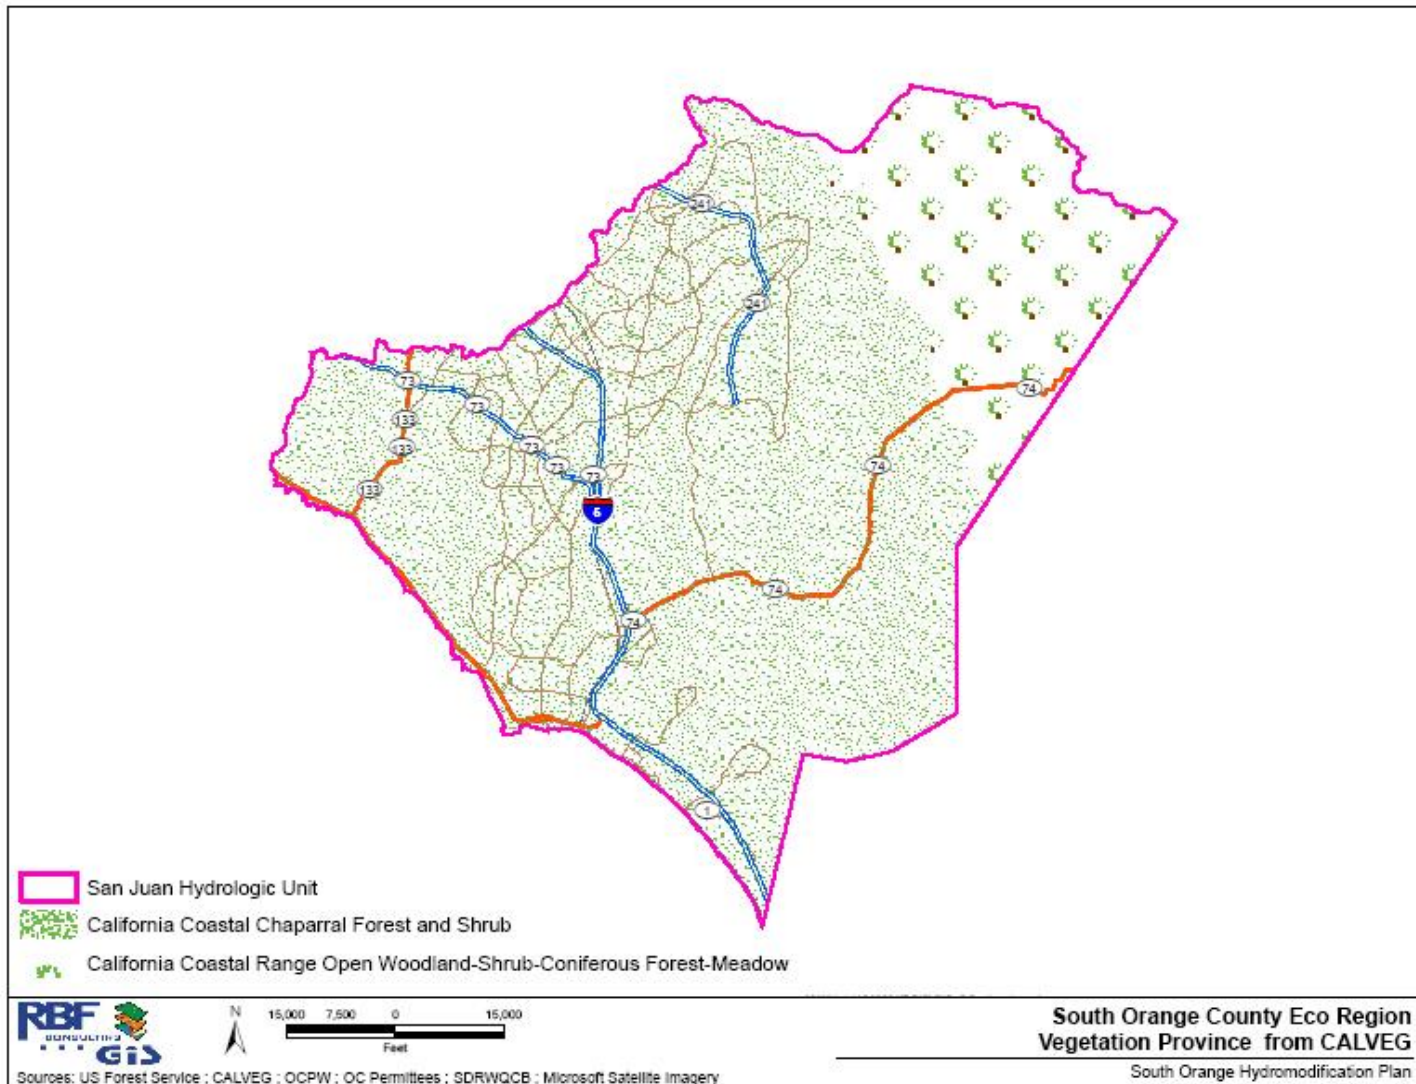 241
241
73
73
133
133
133
73
73
73
5
74
74
74
74
1
San Juan Hydrologic Unit
California Coastal Chaparral Forest and Shrub
California Coastal Range Open Woodland-Shrub-Coniferous Forest-Meadow
RBF
CONSULTING
GIS
N
15,000 7,500 0 15,000
Feet
South Orange County Eco Region
Vegetation Province from CALVEG
South Orange Hydromodification Plan
Sources: US Forest Service ; CALVEG ; OCPW ; OC Permittees ; SDRWQCB ; Microsoft Satellite Imagery